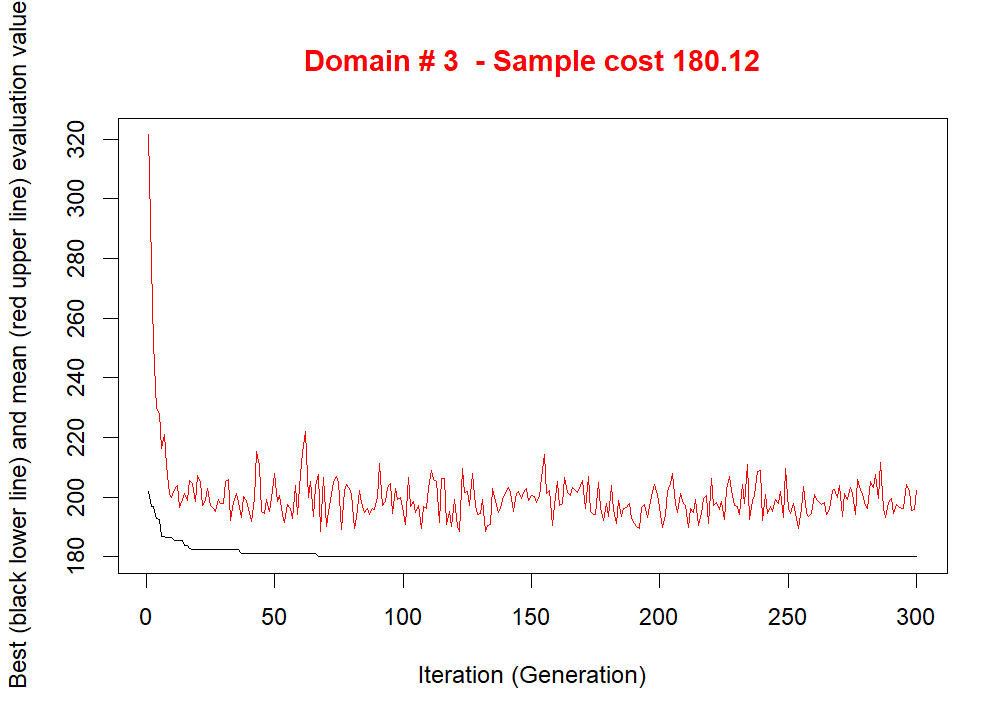 Domain # 3  - Sample cost 180.12
Best (black lower line) and mean (red upper line) evaluation value
320
300
280
260
240
220
200
180
0 50 100 150 200 250 300
Iteration (Generation)